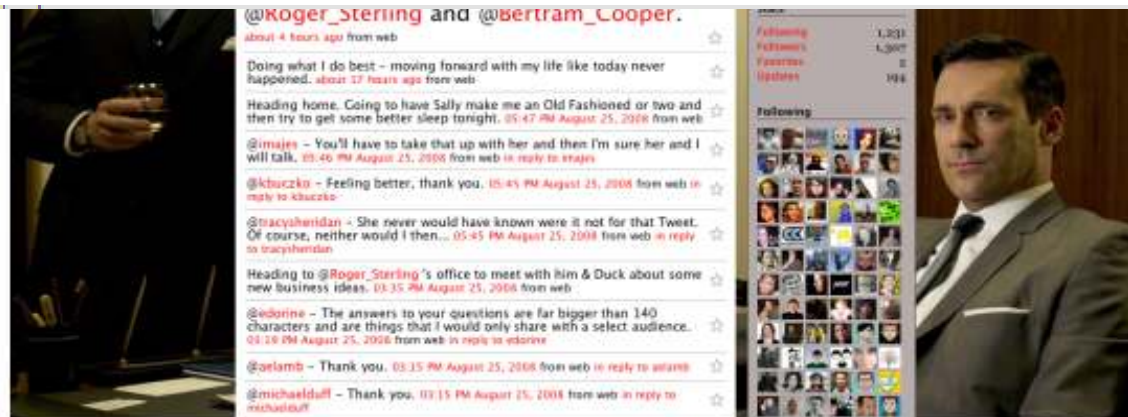 @Roger_Sterling and @Bertram_Cooper.
about 4 hours ago from web
Doing what I do best – moving forward with my life like today never
happened. about 17 hours ago from web
Heading home. Going to have Sally make me an Old Fashioned or two and
then try to get some better sleep tonight. 05:47 PM August 25, 2008 from web
@imajes – You'll have to take that up with her and then I'm sure her and I
will talk. 05:46 PM August 25, 2008 from web in reply to imajes
@kbuczko – Feeling better, thank you. 05:45 PM August 25, 2008 from web in
reply to kbuczko
@tracysheridan – She never would have known were it not for that Tweet.
Of course, neither would I then... 05:45 PM August 25, 2008 from web in reply
to tracysheridan
Heading to @Roger_Sterling 's office to meet with him & Duck about some
new business ideas. 03:35 PM August 25, 2008 from web
@edorine – The answers to your questions are far bigger than 140
characters and are things that I would only share with a select audience.
03:19 PM August 25, 2008 from web in reply to edorine
@aelamb – Thank you. 03:15 PM August 25, 2008 from web in reply to aelamb
@michaelduff – Thank you. 03:15 PM August 25, 2008 from web in reply to
michaelduff
Following 1,231
Followers 1,307
Favorites 2
Updates 194
Following